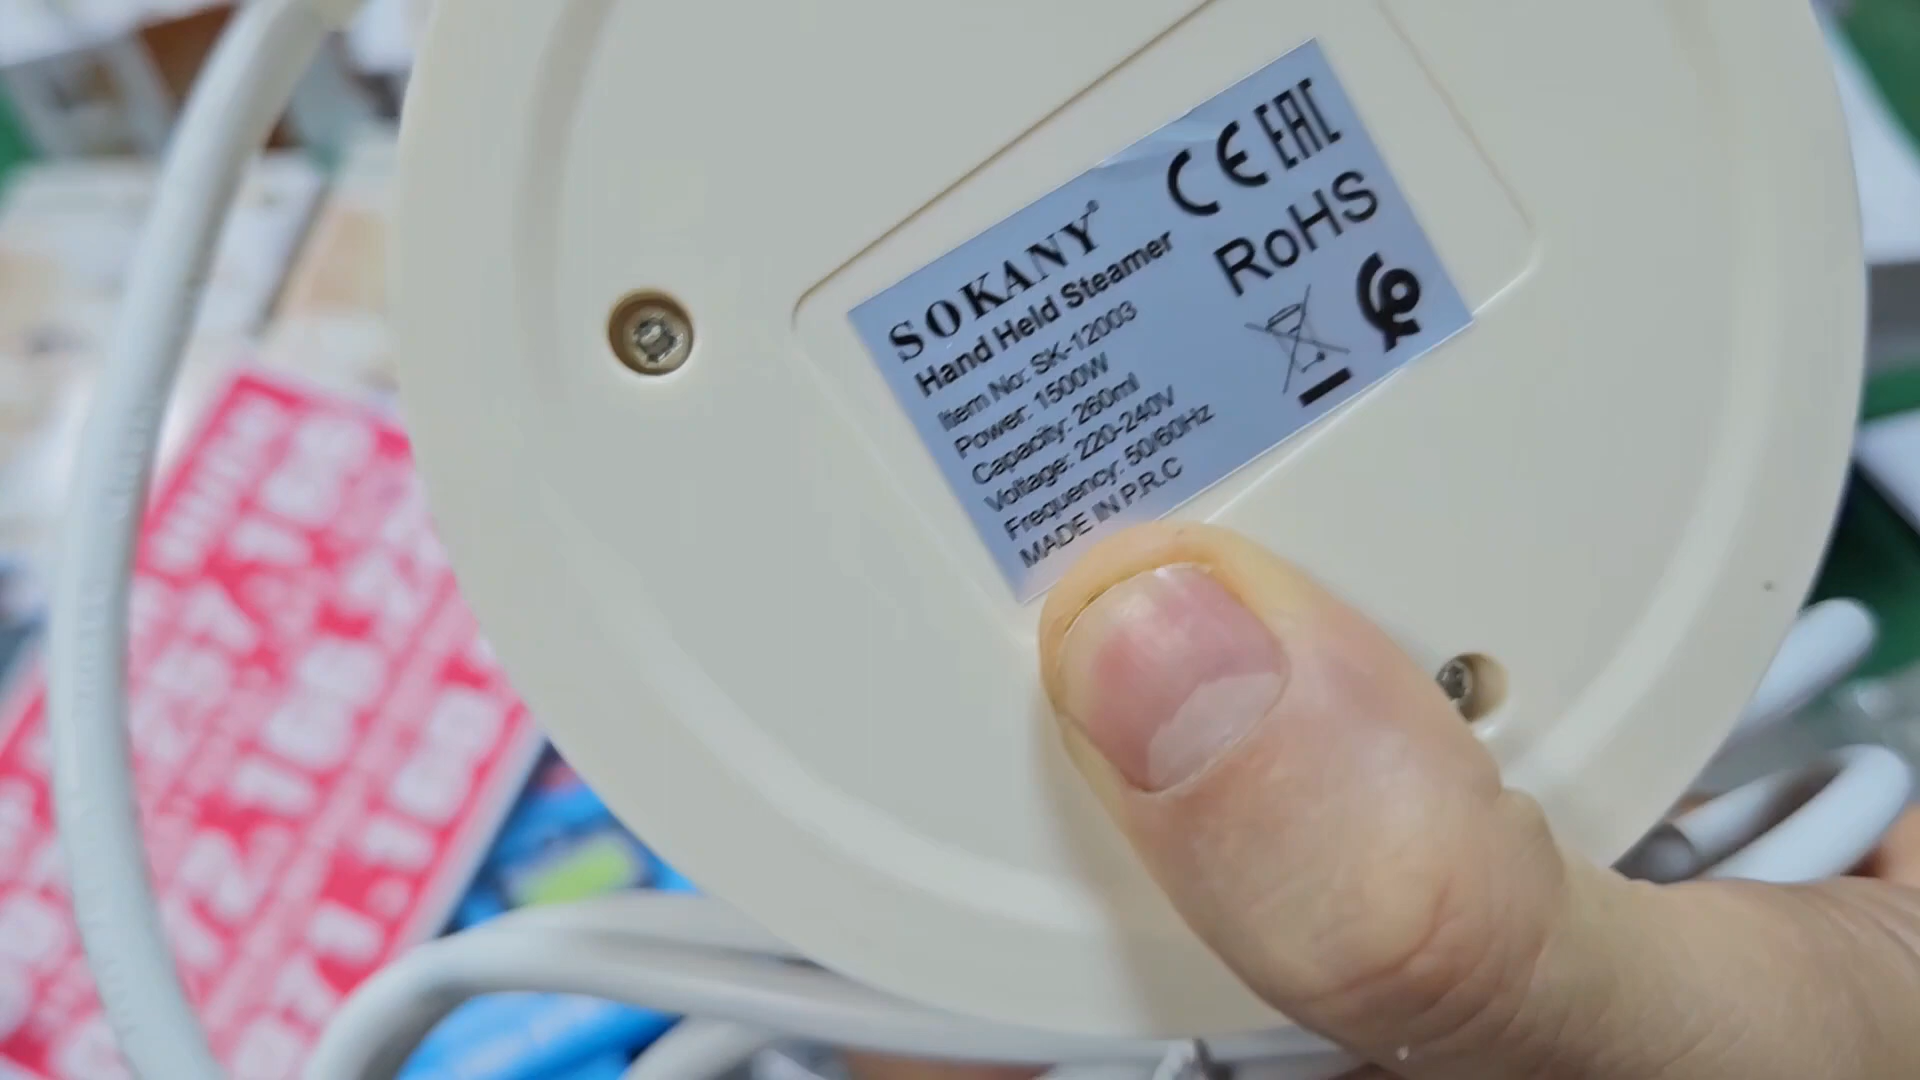 SOKANY®
Hand Held Steamer
Item No: SK-12003
Power: 1500W
Capacity: 260ml
Voltage: 220-240V
Frequency: 50/60Hz
MADE IN P.R.C
CE EAC
RoHS